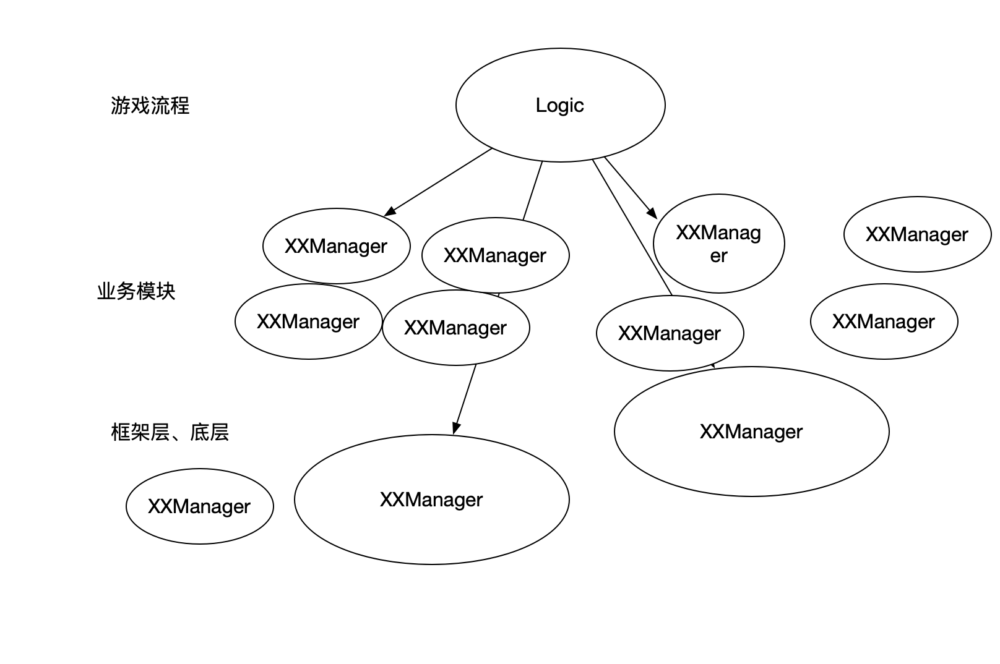 游戏流程
Logic
XXManager
XXManager
XXManag
er
XXManager
业务模块
XXManager
XXManager
XXManager
XXManager
框架层、底层
XXManager
XXManager
XXManager